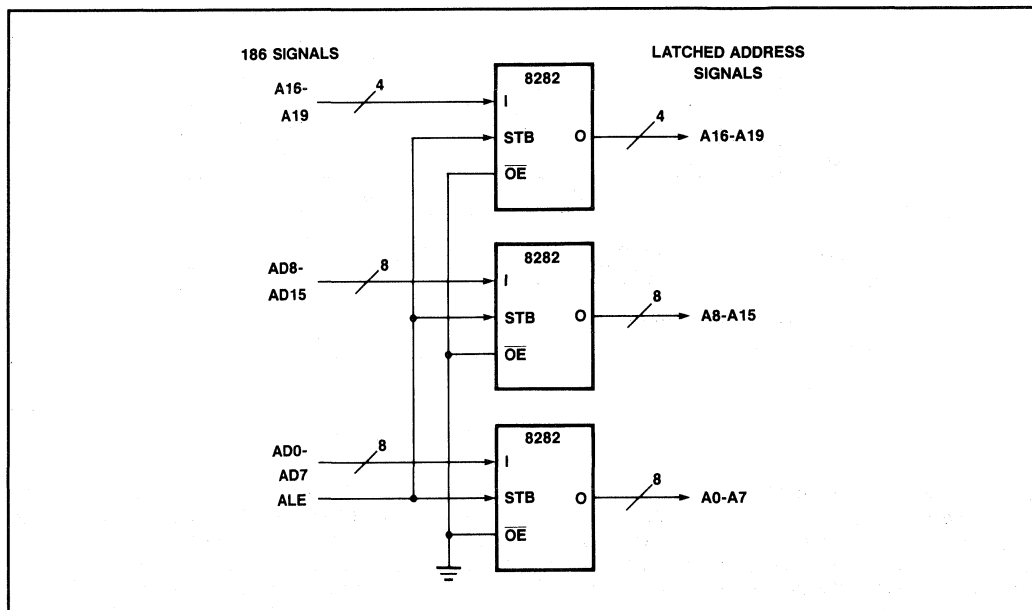 186 SIGNALS
LATCHED ADDRESS
SIGNALS
A16-
A19
4
8282
I
STB
O
OE
4
A16-A19
AD8-
AD15
8
8282
I
STB
O
OE
8
A8-A15
AD0-
AD7
ALE
8
8282
I
STB
O
OE
8
A0-A7